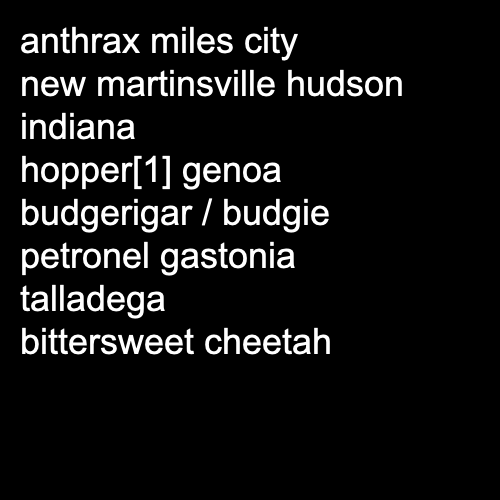 anthrax miles city
new martinsville hudson
indiana
hopper[1] genoa
budgerigar / budgie
petronel gastonia
talladega
bittersweet cheetah